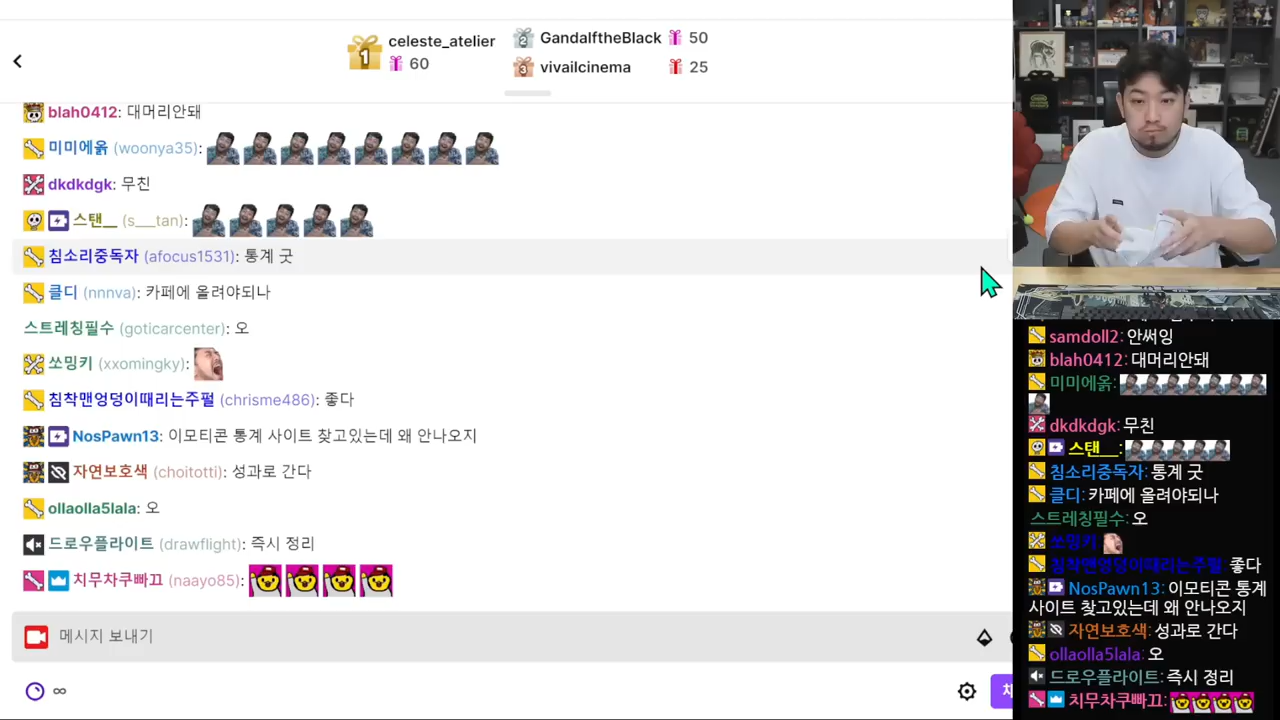 celeste_atelier
60
1
2 GandalftheBlack 50
3 vivailcinema 25
blah0412: 대머리안돼
미미에옭 (woonya35):
dkdkdgk: 무친
스탠__ (s___tan):
침소리중독자 (afocus1531): 통계 굿
클디 (nnnva): 카페에 올려야되나
스트레칭필수 (goticarcenter): 오
쏘밍키 (xxomingky):
침착맨엉덩이때리는주펄 (chrisme486): 좋다
NosPawn13: 이모티콘 통계 사이트 찾고있는데 왜 안나오지
자연보호색 (choitotti): 성과로 간다
ollaolla5lala: 오
드로우플라이트 (drawflight): 즉시 정리
치무차쿠빠끄 (naayo85):
메시지 보내기
∞
채
samdoll2: 안써잉
blah0412: 대머리안돼
미미에옭:
dkdkdgk: 무친
스탠__:
침소리중독자: 통계 굿
클디: 카페에 올려야되나
스트레칭필수: 오
쏘밍키:
침착맨엉덩이때리는주펄 좋다
NosPawn13: 이모티콘 통계
사이트 찾고있는데 왜 안나오지
자연보호색: 성과로 간다
ollaolla5lala: 오
드로우플라이트: 즉시 정리
치무차쿠빠끄: